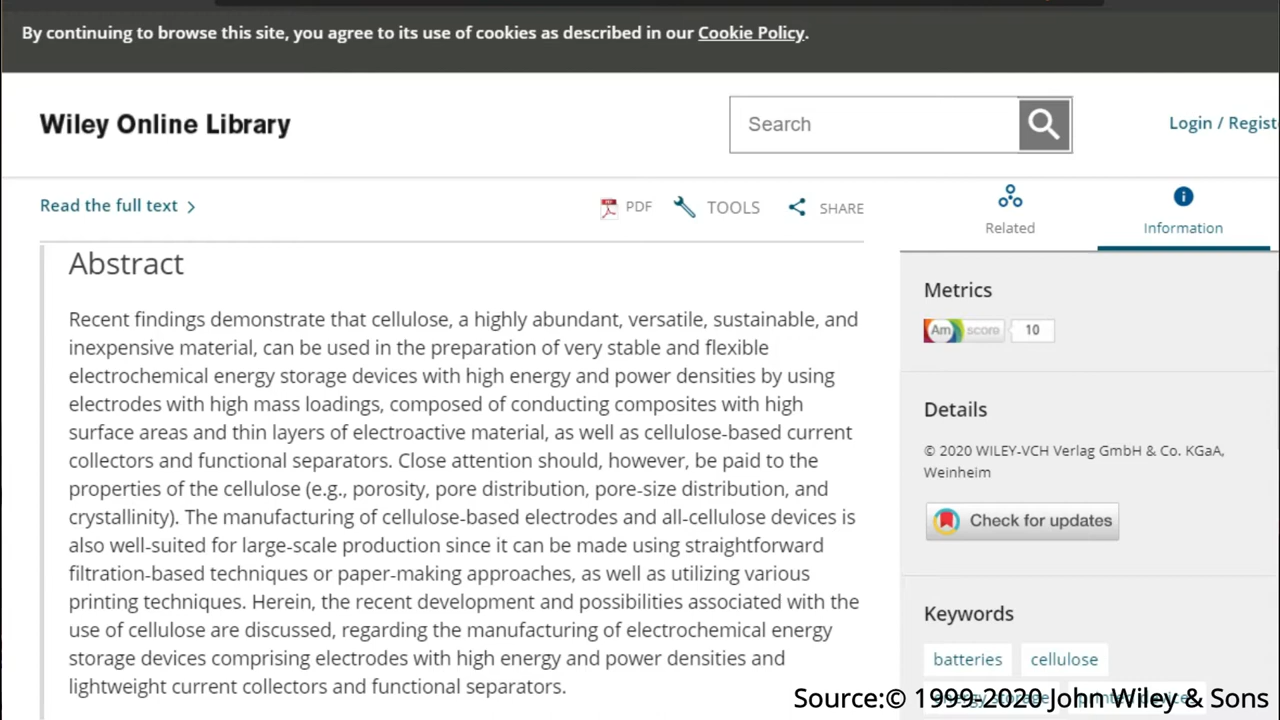 By continuing to browse this site, you agree to its use of cookies as described in our Cookie Policy.
Wiley Online Library
Search
Login / Regist
Read the full text
PDF
TOOLS
SHARE
Related
Information
Abstract
Recent findings demonstrate that cellulose, a highly abundant, versatile, sustainable, and
inexpensive material, can be used in the preparation of very stable and flexible
electrochemical energy storage devices with high energy and power densities by using
electrodes with high mass loadings, composed of conducting composites with high
surface areas and thin layers of electroactive material, as well as cellulose-based current
collectors and functional separators. Close attention should, however, be paid to the
properties of the cellulose (e.g., porosity, pore distribution, pore-size distribution, and
crystallinity). The manufacturing of cellulose-based electrodes and all-cellulose devices is
also well-suited for large-scale production since it can be made using straightforward
filtration-based techniques or paper-making approaches, as well as utilizing various
printing techniques. Herein, the recent development and possibilities associated with the
use of cellulose are discussed, regarding the manufacturing of electrochemical energy
storage devices comprising electrodes with high energy and power densities and
lightweight current collectors and functional separators.
Metrics
Am score 10
Details
© 2020 WILEY-VCH Verlag GmbH & Co. KGaA,
Weinheim
Check for updates
Keywords
batteries cellulose
Source:© 1999-2020 John Wiley & Sons